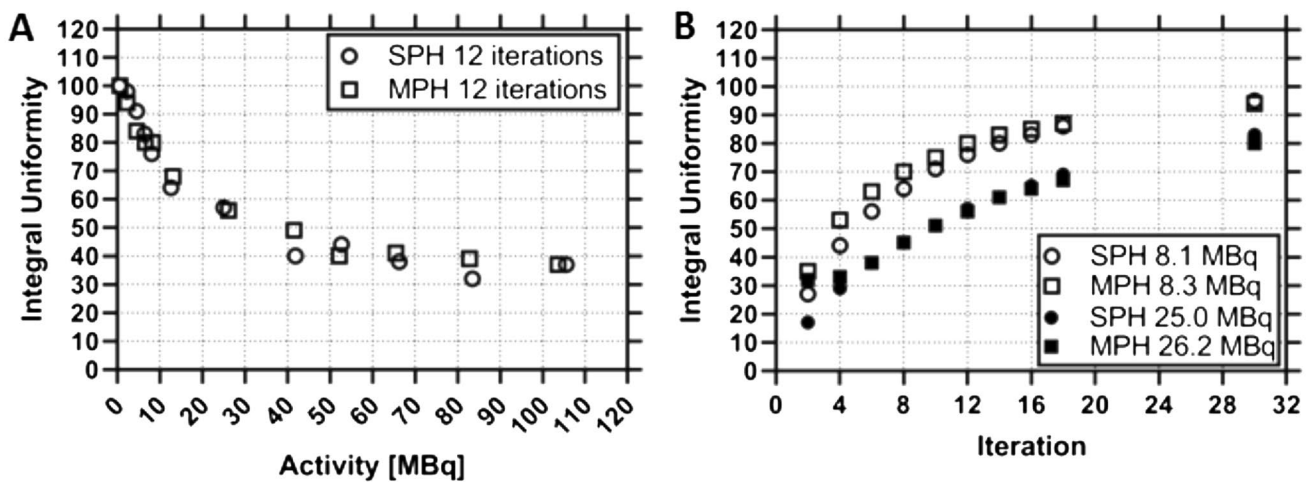 A
B
SPH 12 iterations
MPH 12 iterations
Integral Uniformity
120
110
100
90
80
70
60
50
40
30
20
10
0
0 10 20 30 40 50 60 70 80 90 100 110 120
Activity [MBq]
Integral Uniformity
120
110
100
90
80
70
60
50
40
30
20
10
0
SPH 8.1 MBq
MPH 8.3 MBq
SPH 25.0 MBq
MPH 26.2 MBq
0 4 8 12 16 20 24 28 32
Iteration